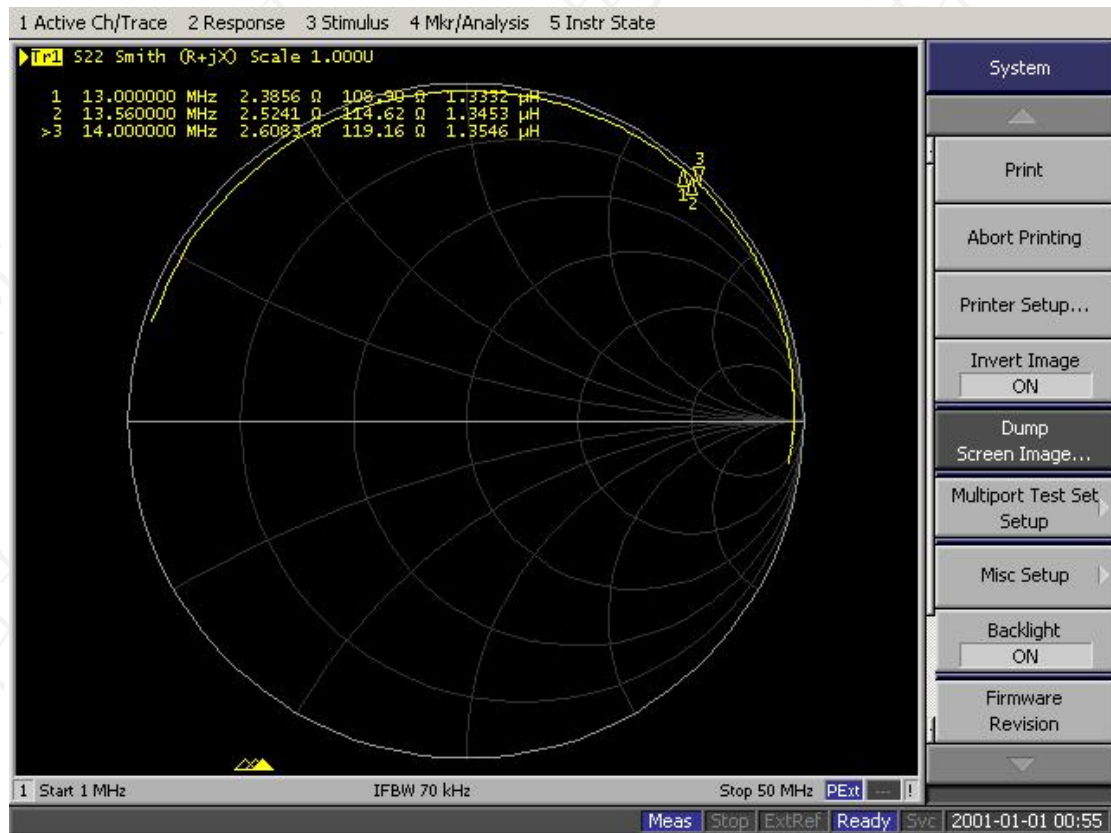 1 Active Ch/Trace 2 Response 3 Stimulus 4 Mkr/Analysis 5 Instr State
Tr1 S22 Smith (R+jX) Scale 1.000U
1 13.000000 MHz 2.3856 Ω 108.90 Ω 1.3332 µH
2 13.560000 MHz 2.5241 Ω 114.62 Ω 1.3453 µH
>3 14.000000 MHz 2.6083 Ω 119.16 Ω 1.3546 µH
3
1
2
System
Print
Abort Printing
Printer Setup...
Invert Image
ON
Dump
Screen Image...
Multiport Test Set
Setup
Misc Setup
Backlight
ON
Firmware
Revision
1 Start 1 MHz IFBW 70 kHz Stop 50 MHz PExt --- !
Meas Stop ExtRef Ready Svc 2001-01-01 00:55